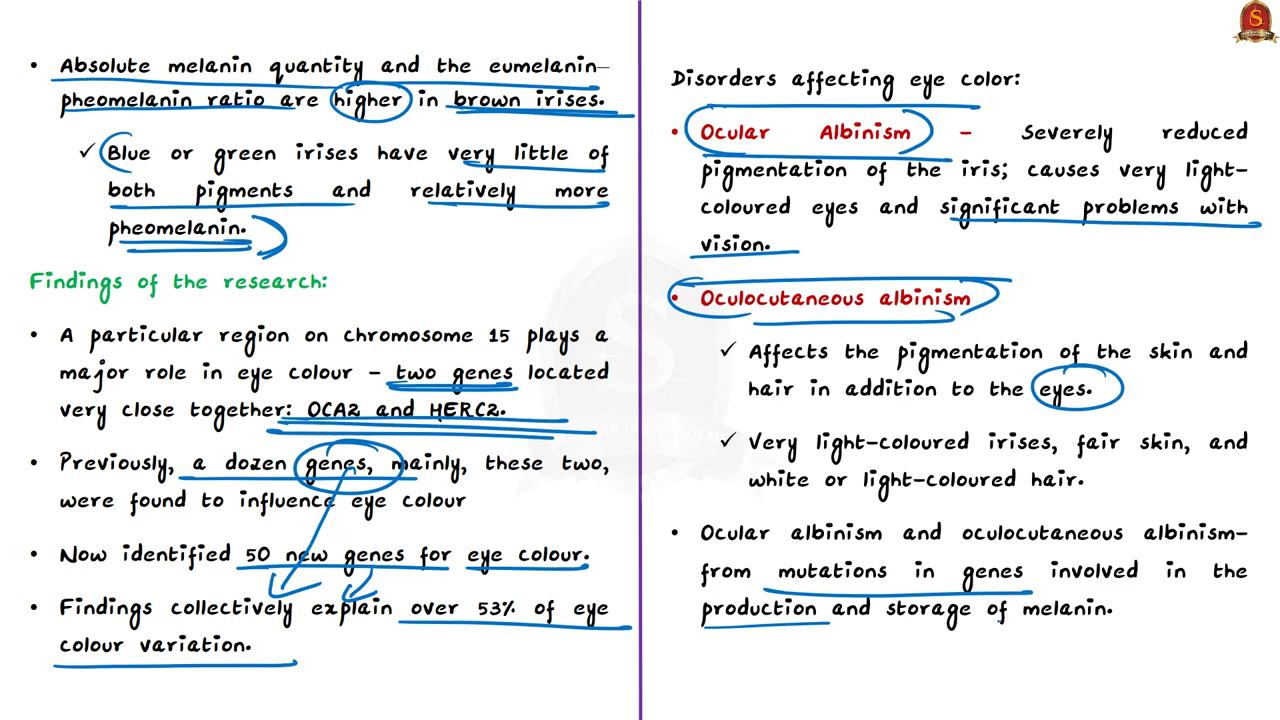 • Absolute melanin quantity and the eumelanin–
pheomelanin ratio are higher in brown irises.
✓ Blue or green irises have very little of
both pigments and relatively more
pheomelanin.
Findings of the research:
• A particular region on chromosome 15 plays a
major role in eye colour – two genes located
very close together: OCA2 and HERC2.
• Previously, a dozen genes, mainly, these two,
were found to influence eye colour
• Now identified 50 new genes for eye colour.
• Findings collectively explain over 53% of eye
colour variation.
Disorders affecting eye color:
• Ocular Albinism – Severely reduced
pigmentation of the iris; causes very light-
coloured eyes and significant problems with
vision.
• Oculocutaneous albinism
✓ Affects the pigmentation of the skin and
hair in addition to the eyes.
✓ Very light-coloured irises, fair skin, and
white or light-coloured hair.
• Ocular albinism and oculocutaneous albinism-
from mutations in genes involved in the
production and storage of melanin.